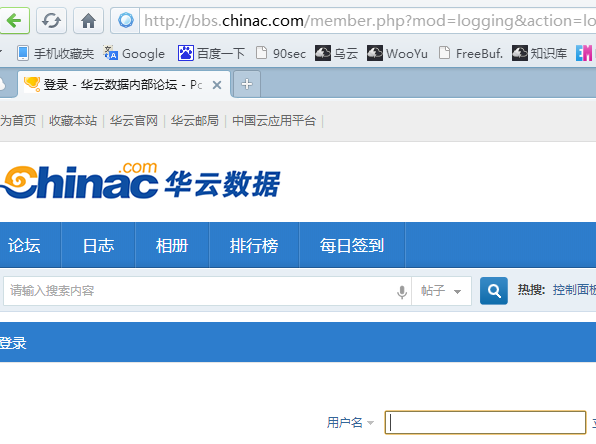 http://bbs.chinac.com/member.php?mod=logging&action=lo
手机收藏夹 Google 百度一下 90sec 乌云 WooYu FreeBuf. 知识库
登录 - 华云数据内部论坛 - Po
为首页 | 收藏本站 | 华云官网 | 华云邮局 | 中国云应用平台 |
Chinac.com 华云数据
论坛 日志 相册 排行榜 每日签到
请输入搜索内容 帖子 热搜: 控制面板
登录
用户名